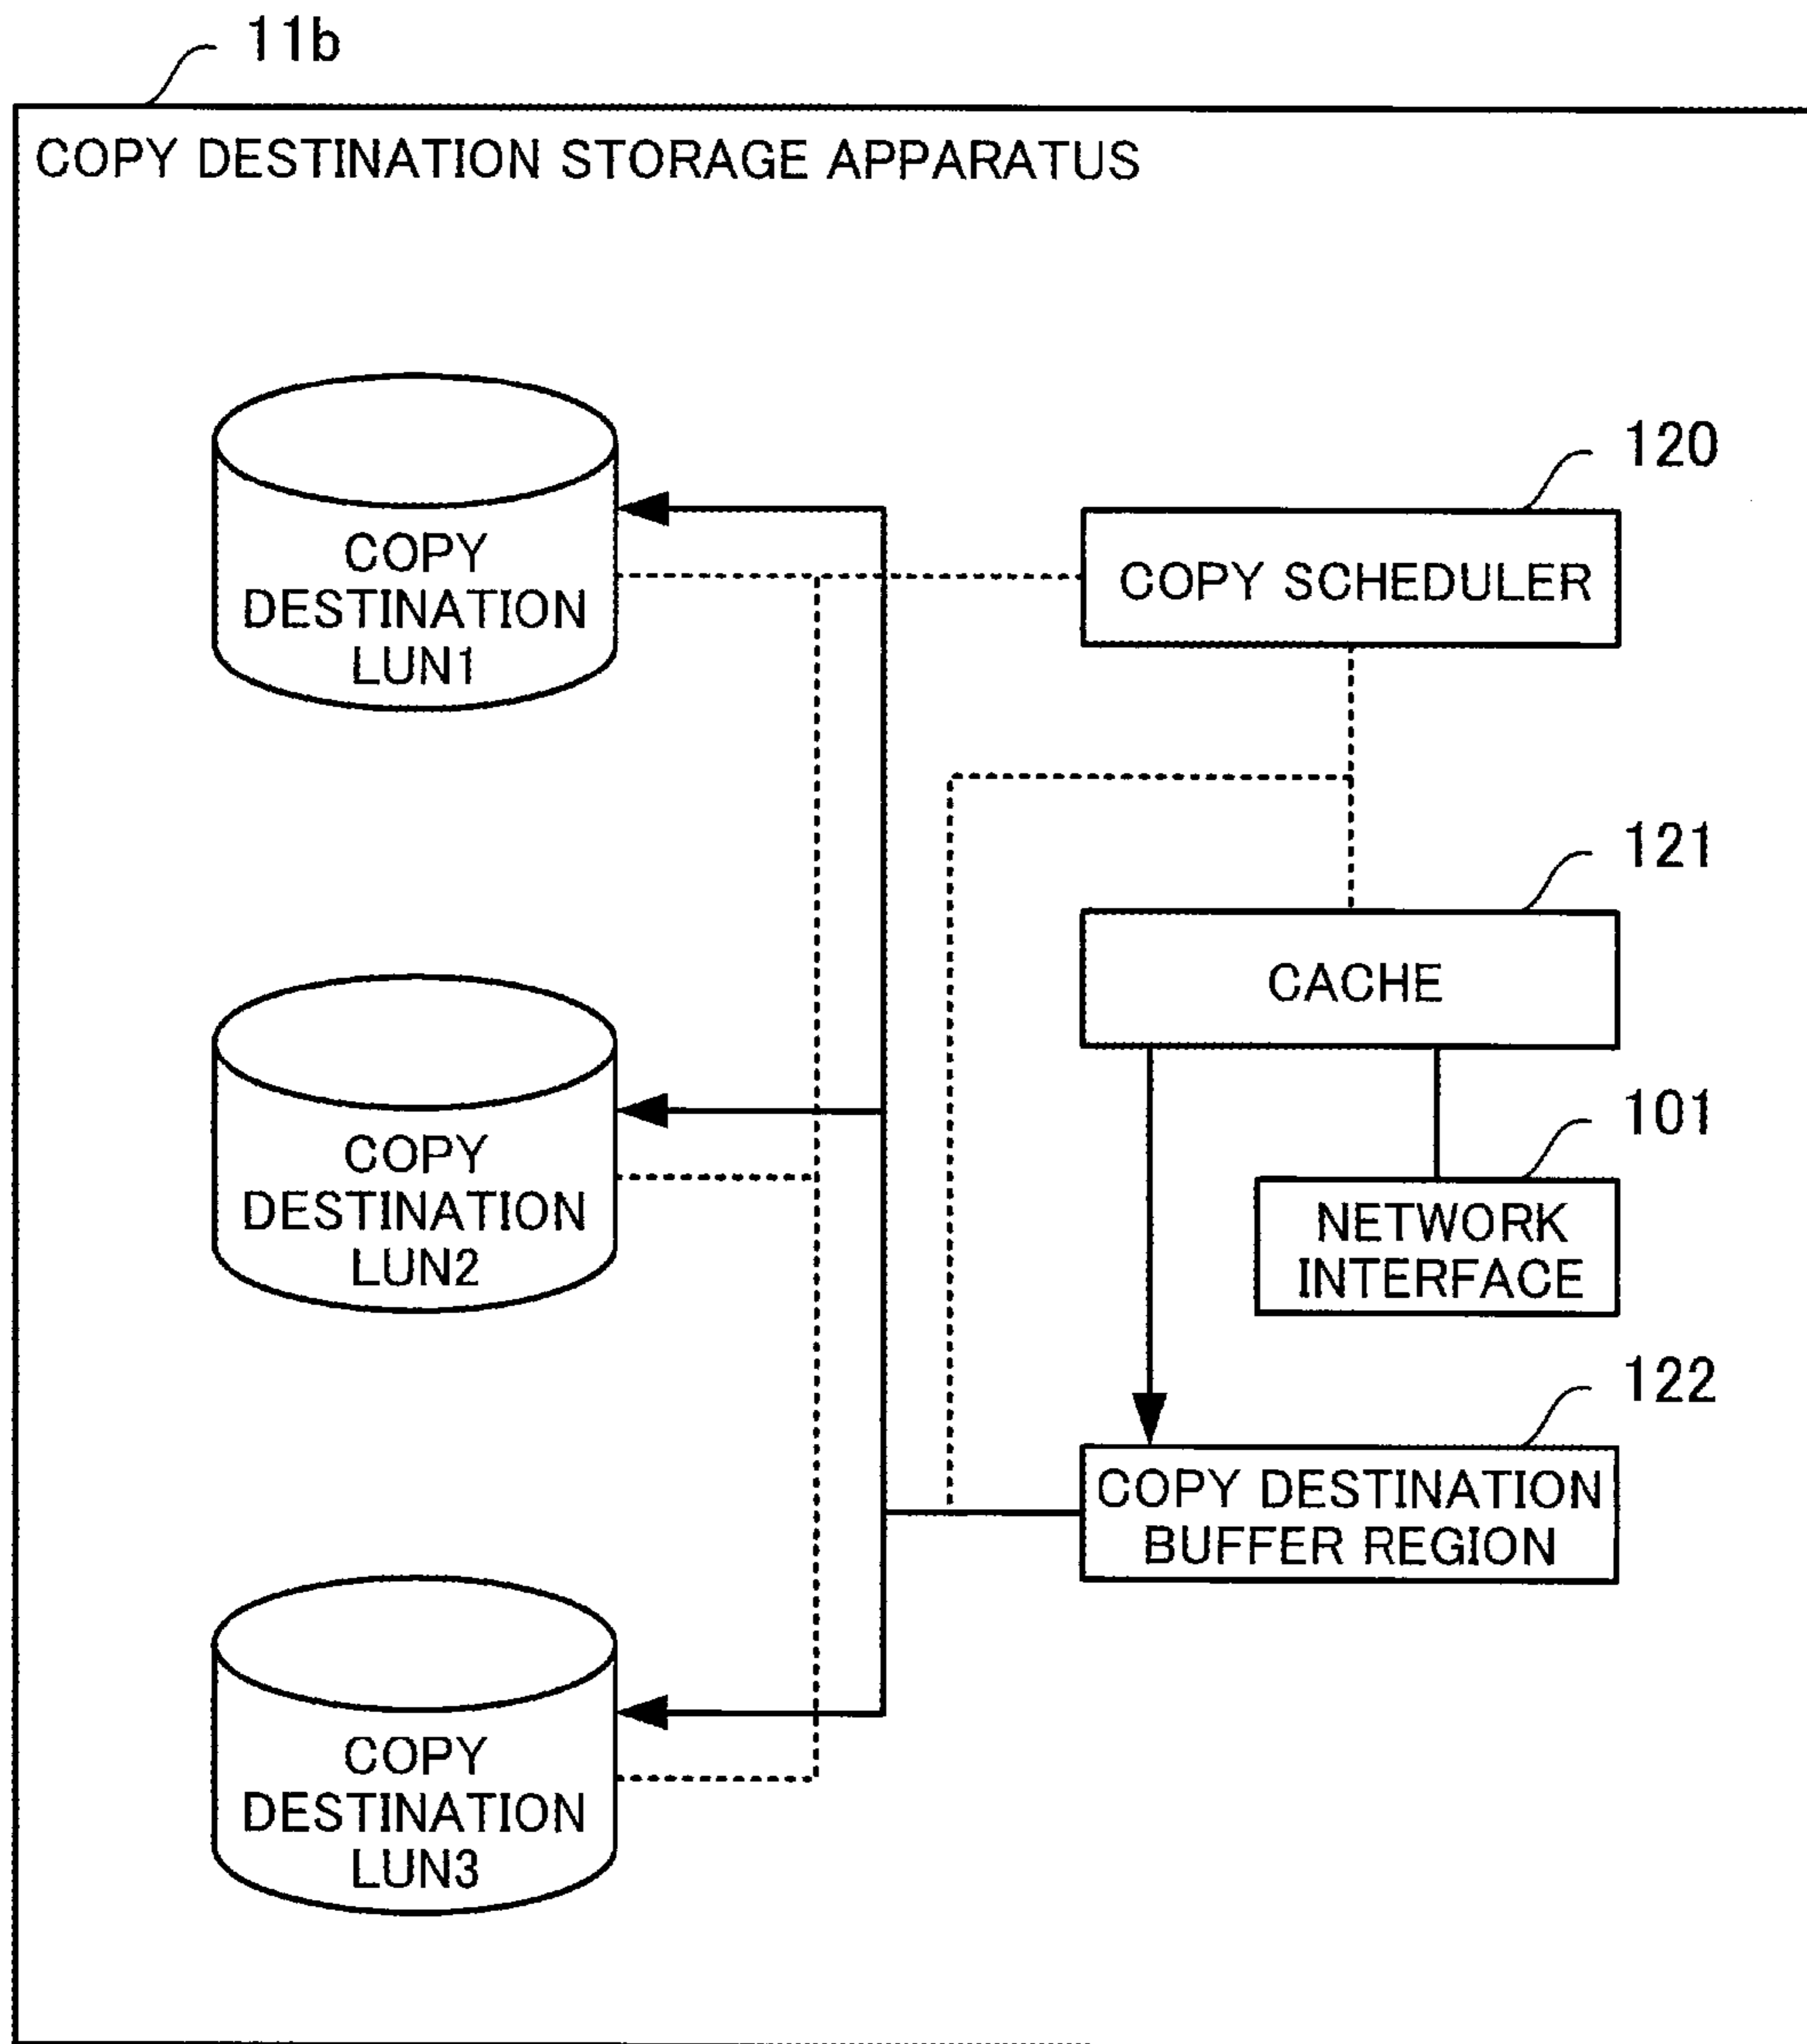 11b
COPY DESTINATION STORAGE APPARATUS
COPY
DESTINATION
LUN1
120
COPY SCHEDULER
121
CACHE
COPY
DESTINATION
LUN2
101
NETWORK
INTERFACE
122
COPY DESTINATION
BUFFER REGION
COPY
DESTINATION
LUN3